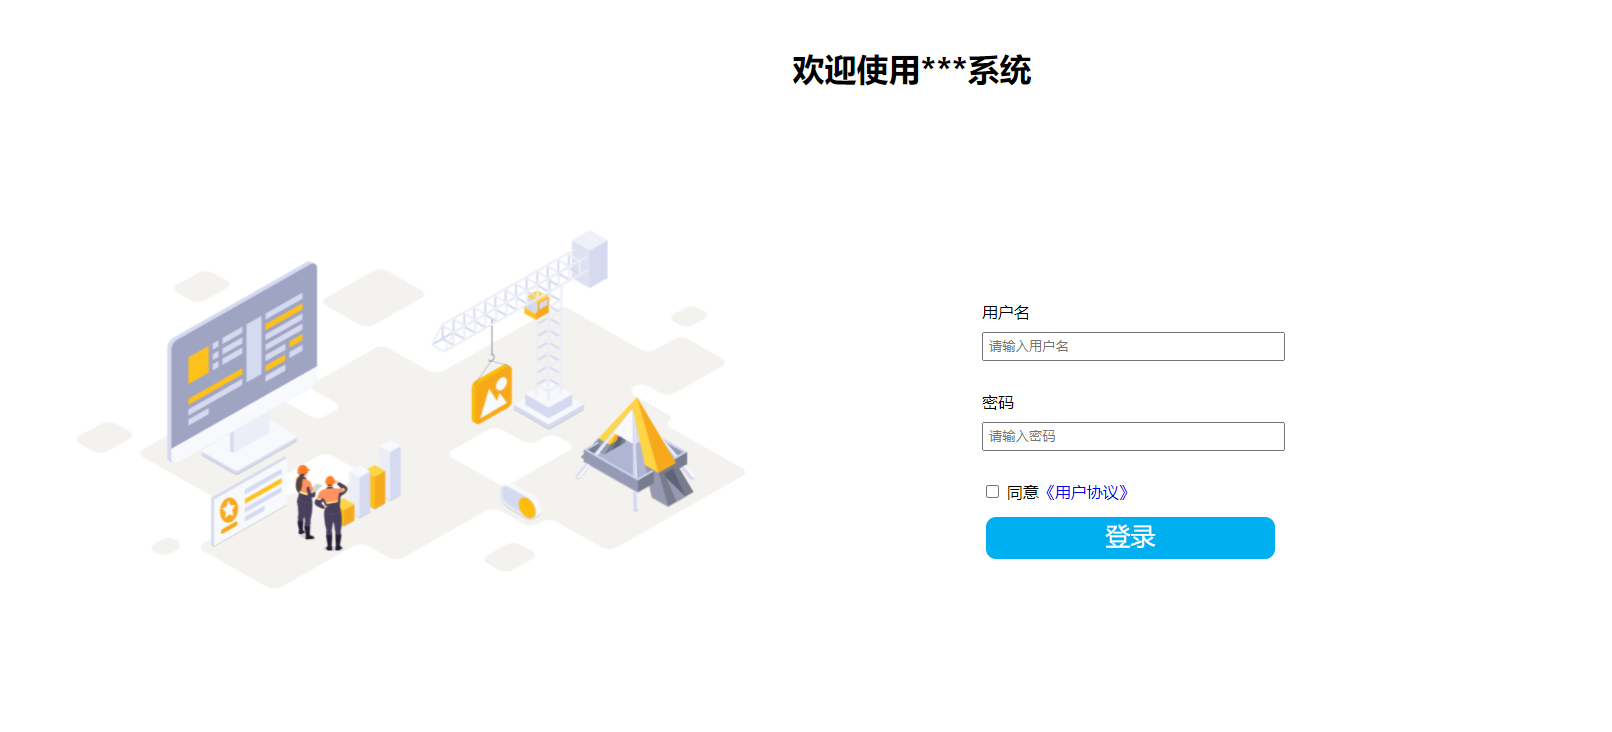 欢迎使用***系统
用户名
请输入用户名
密码
请输入密码
同意《用户协议》
登录